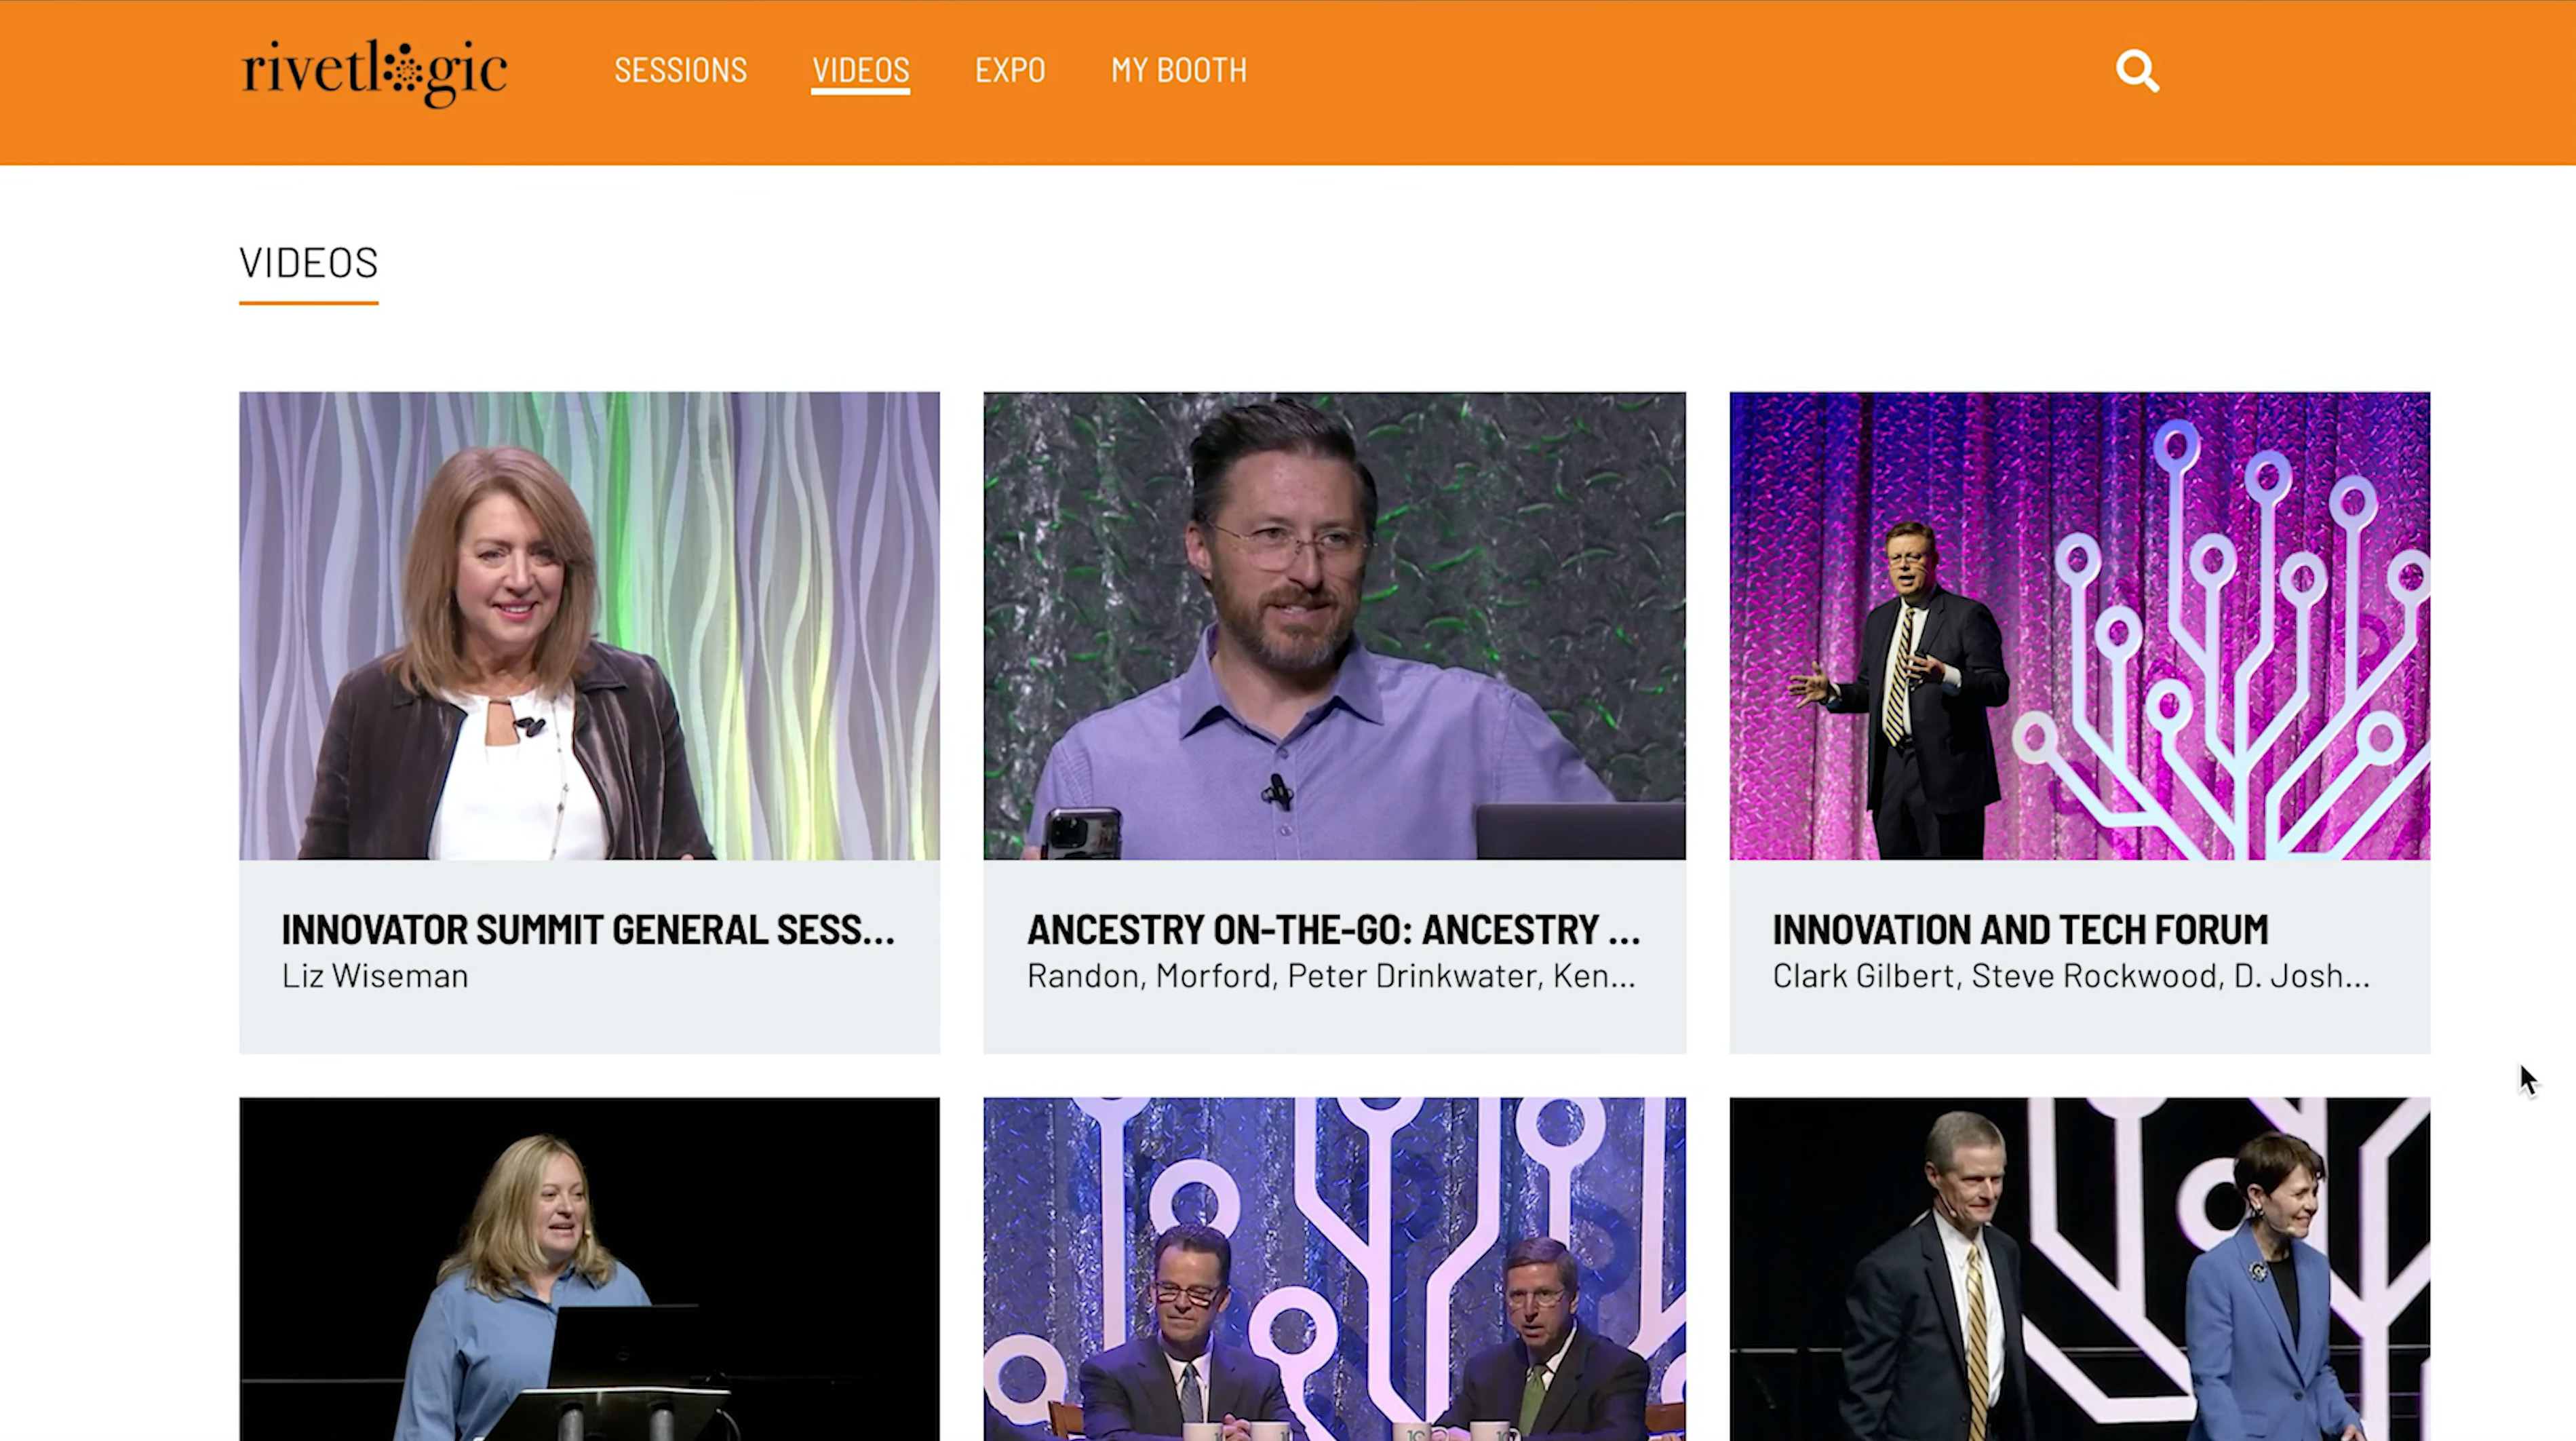 rivetlogic
SESSIONS
VIDEOS
EXPO
MY BOOTH
VIDEOS
INNOVATOR SUMMIT GENERAL SESS...
Liz Wiseman
ANCESTRY ON-THE-GO: ANCESTRY ...
Randon, Morford, Peter Drinkwater, Ken...
INNOVATION AND TECH FORUM
Clark Gilbert, Steve Rockwood, D. Josh...